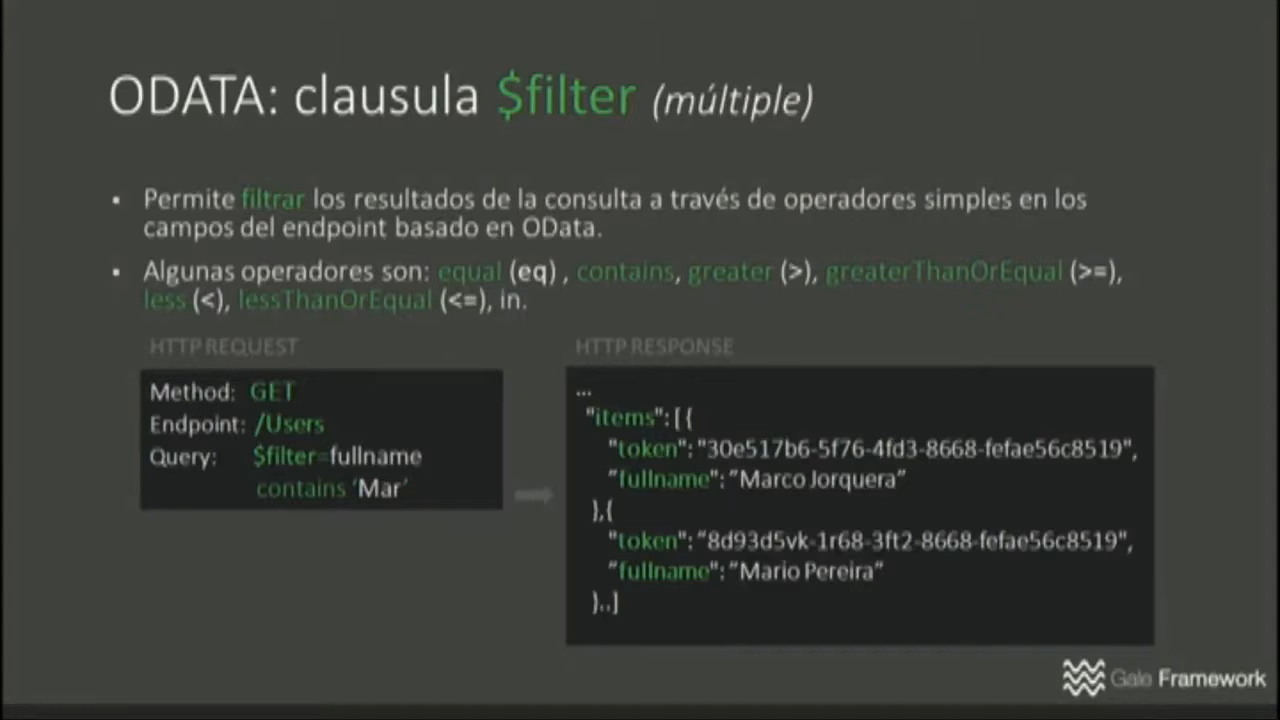 ODATA: clausula $filter (múltiple)
▪ Permite filtrar los resultados de la consulta a través de operadores simples en los
campos del endpoint basado en OData.
▪ Algunas operadores son: equal (eq) , contains, greater (>), greaterThanOrEqual (>=),
less (<), lessThanOrEqual (<=), in.
HTTP REQUEST
Method: GET
Endpoint: /Users
Query: $filter=fullname
contains 'Mar'
HTTP RESPONSE
...
"items":[{
"token": "30e517b6-5f76-4fd3-8668-fefae56c8519",
"fullname": "Marco Jorquera"
},{
"token": "8d93d5vk-1r68-3ft2-8668-fefae56c8519",
"fullname": "Mario Pereira"
}..]
Gale Framework